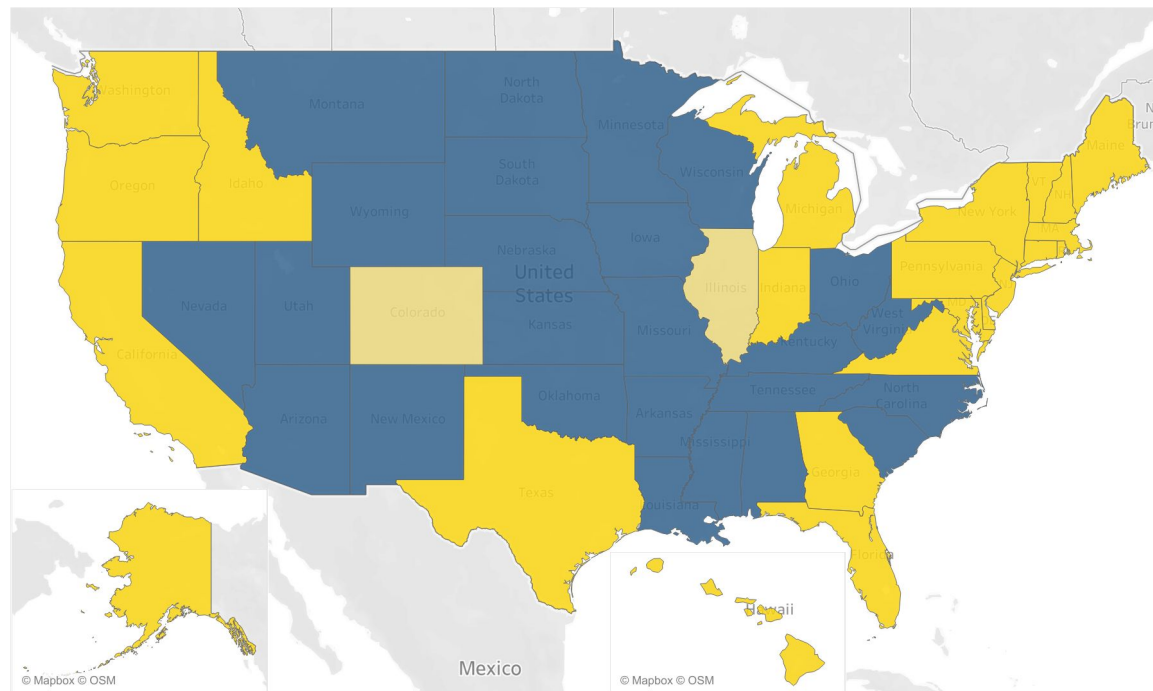 Washington
Montana
North
Dakota
Minnesota
Maine
N
Brun
Oregon
Idaho
South
Dakota
Wisconsin
VT
NH
Wyoming
Michigan
New York
MA
Iowa
Nebraska
Pennsylvania
United
States
Nevada
Utah
Colorado
Illinois
Indiana
Ohio
West
Virginia
Kansas
Missouri
Kentucky
California
Tennessee
North
Carolina
Oklahoma
Arkansas
Arizona
New Mexico
Mississippi
Georgia
Texas
Louisiana
Florida
Hawaii
Mexico
© Mapbox © OSM
© Mapbox © OSM